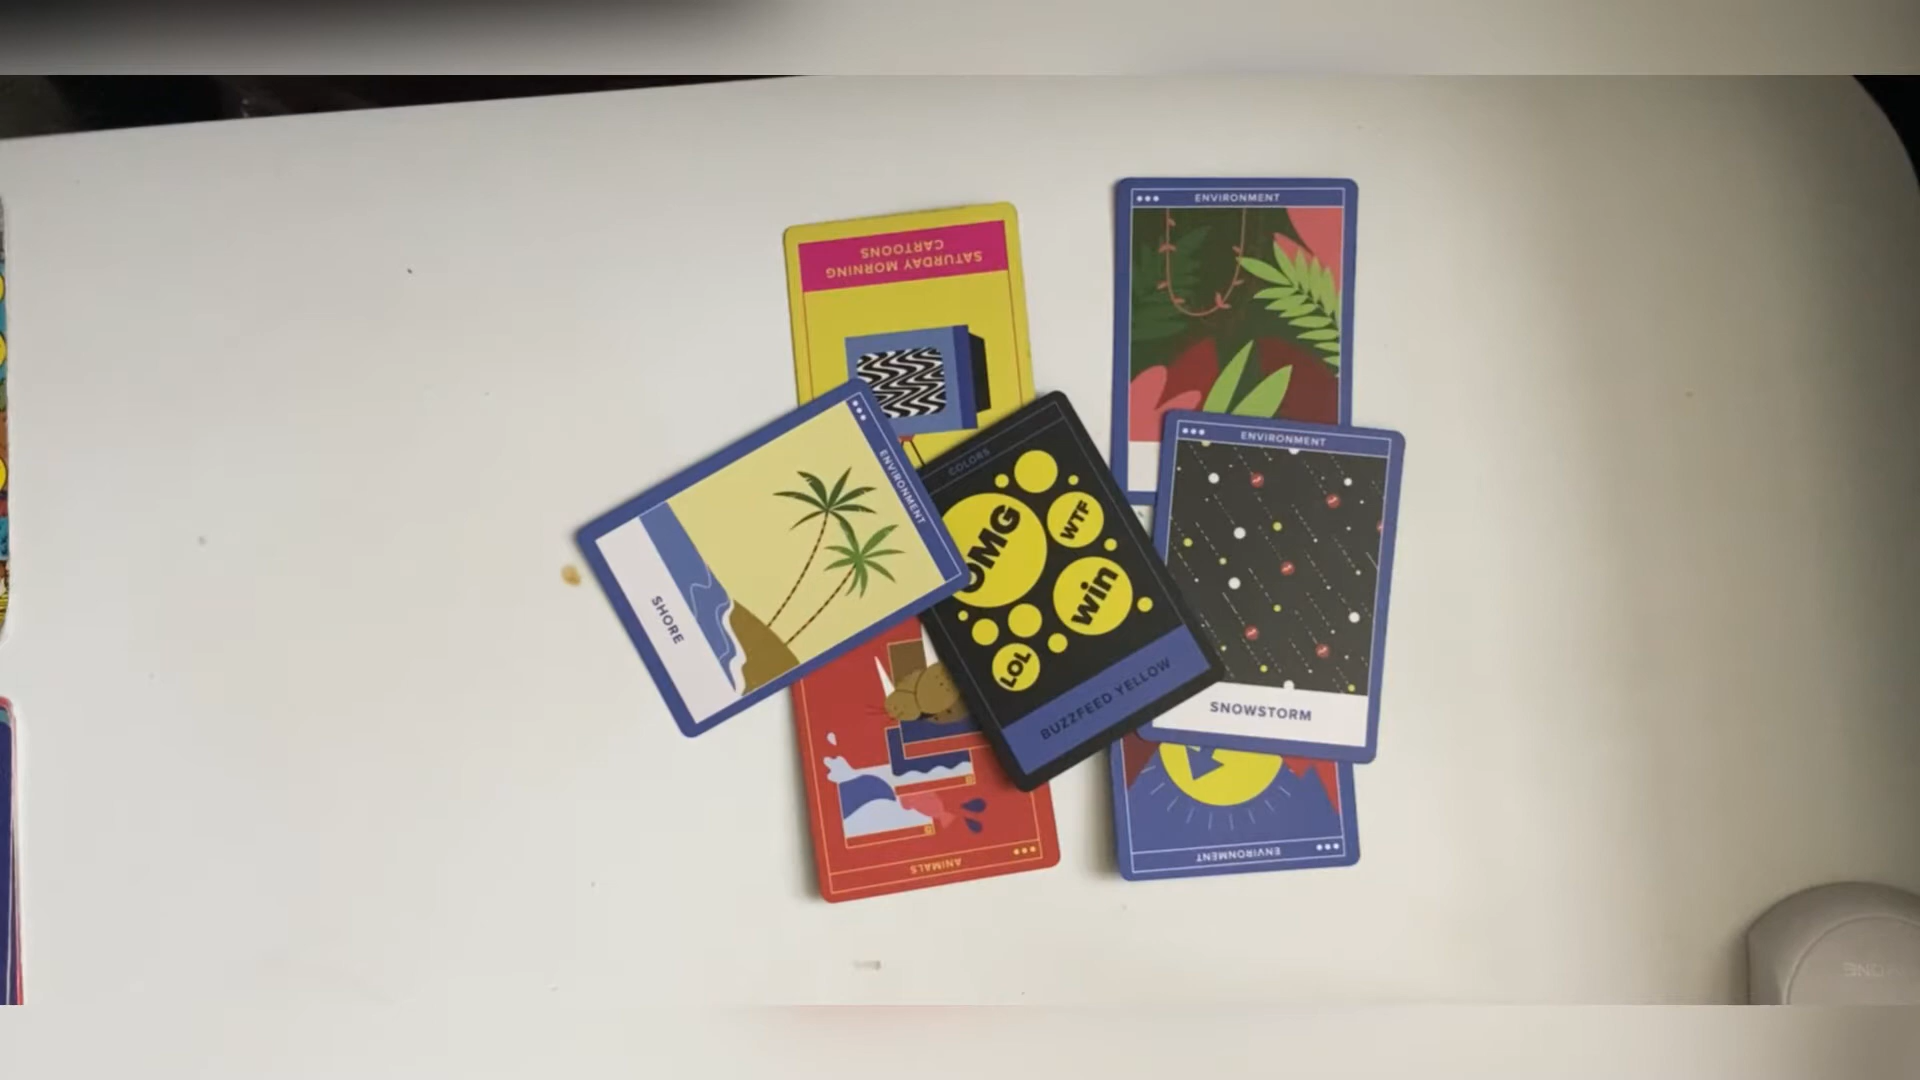 ENVIRONMENT
SATURDAY MORNING
CARTOONS
ENVIRONMENT
SHORE
COLORS
OMG
WTF
win
LOL
BUZZFEED YELLOW
ENVIRONMENT
SNOWSTORM
ANIMALS
ENVIRONMENT